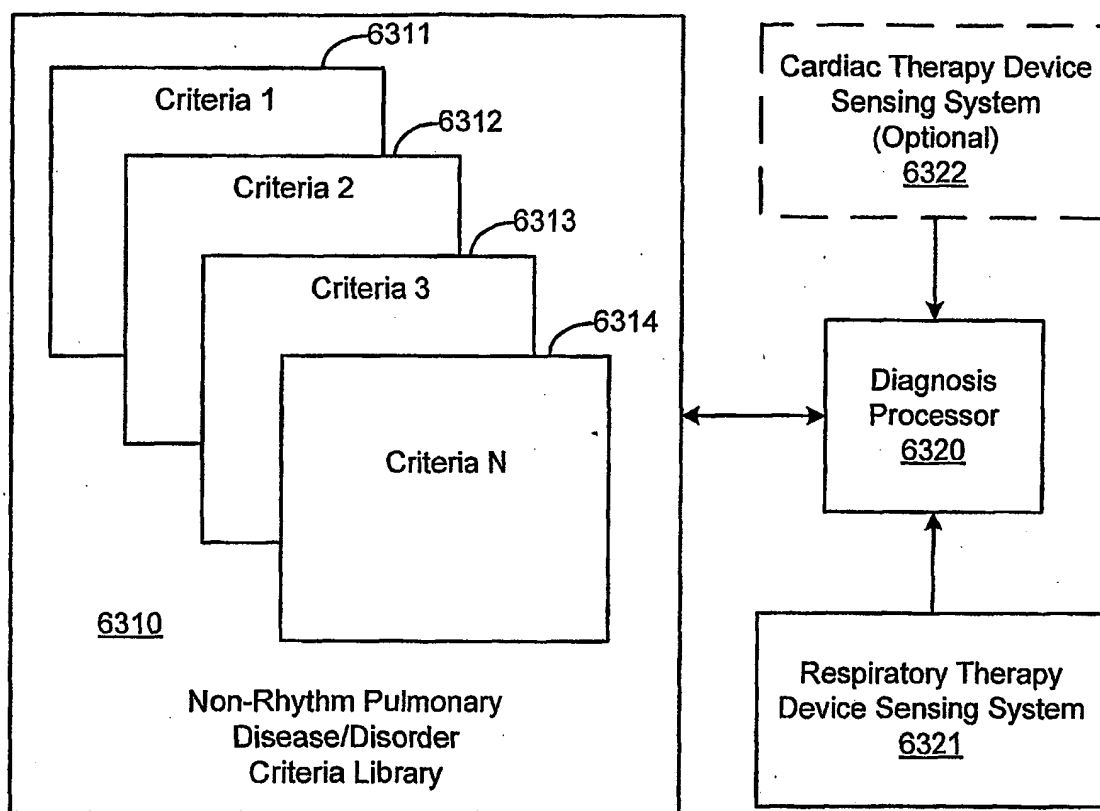 6311
Criteria 1
6312
Criteria 2
6313
Criteria 3
6314
Criteria N
6310
Non-Rhythm Pulmonary
Disease/Disorder
Criteria Library
Cardiac Therapy Device
Sensing System
(Optional)
6322
Diagnosis
Processor
6320
Respiratory Therapy
Device Sensing System
6321